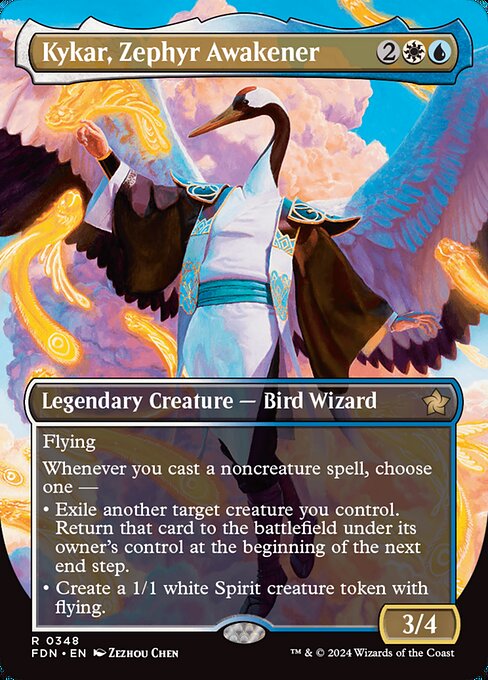 Kykar, Zephyr Awakener 2
Legendary Creature — Bird Wizard
Flying
Whenever you cast a noncreature spell, choose
one —
• Exile another target creature you control.
Return that card to the battlefield under its
owner's control at the beginning of the next
end step.
• Create a 1/1 white Spirit creature token with
flying.
3/4
R 0348
FDN • EN Zezhou Chen
™ & © 2024 Wizards of the Coast